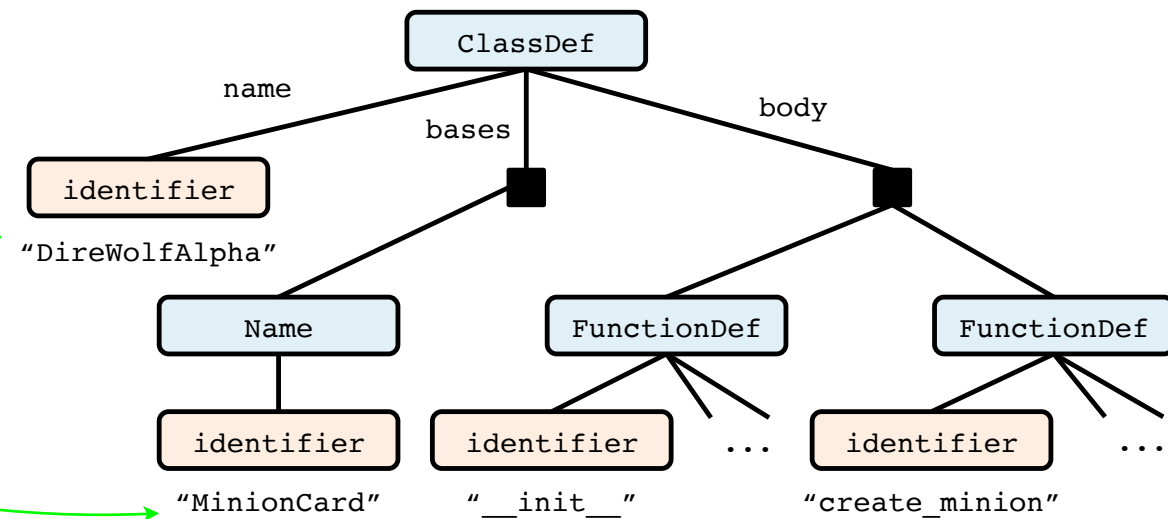 ClassDef
name
bases
body
identifier
“DireWolfAlpha”
Name
FunctionDef
FunctionDef
identifier
identifier
...
identifier
...
“MinionCard”
“__init__”
“create_minion”